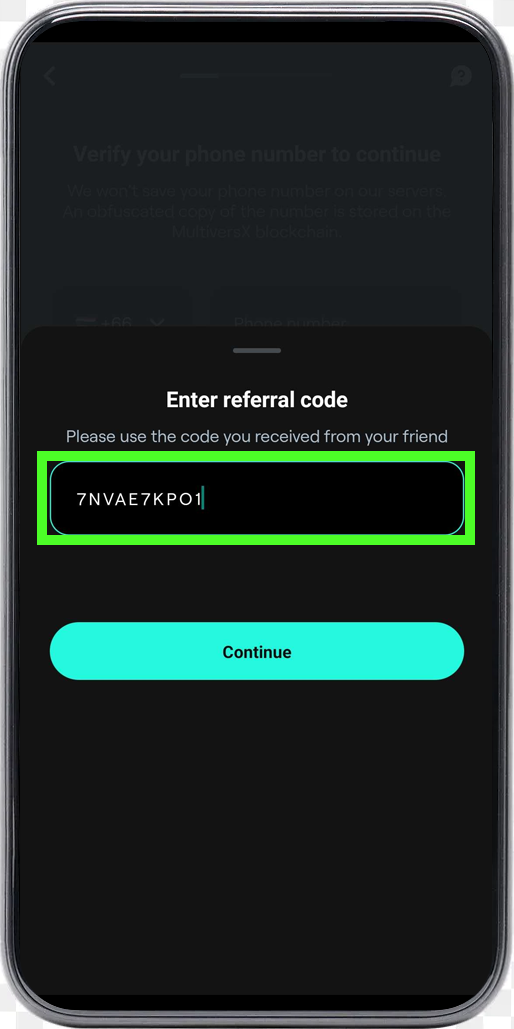 Verify your phone number to continue
We won't save your phone number on our servers.
An obfuscated copy of the number is stored on the
MultiversX blockchain.
+66
Phone number
Enter referral code
Please use the code you received from your friend
7NVAE7KPO1
Continue